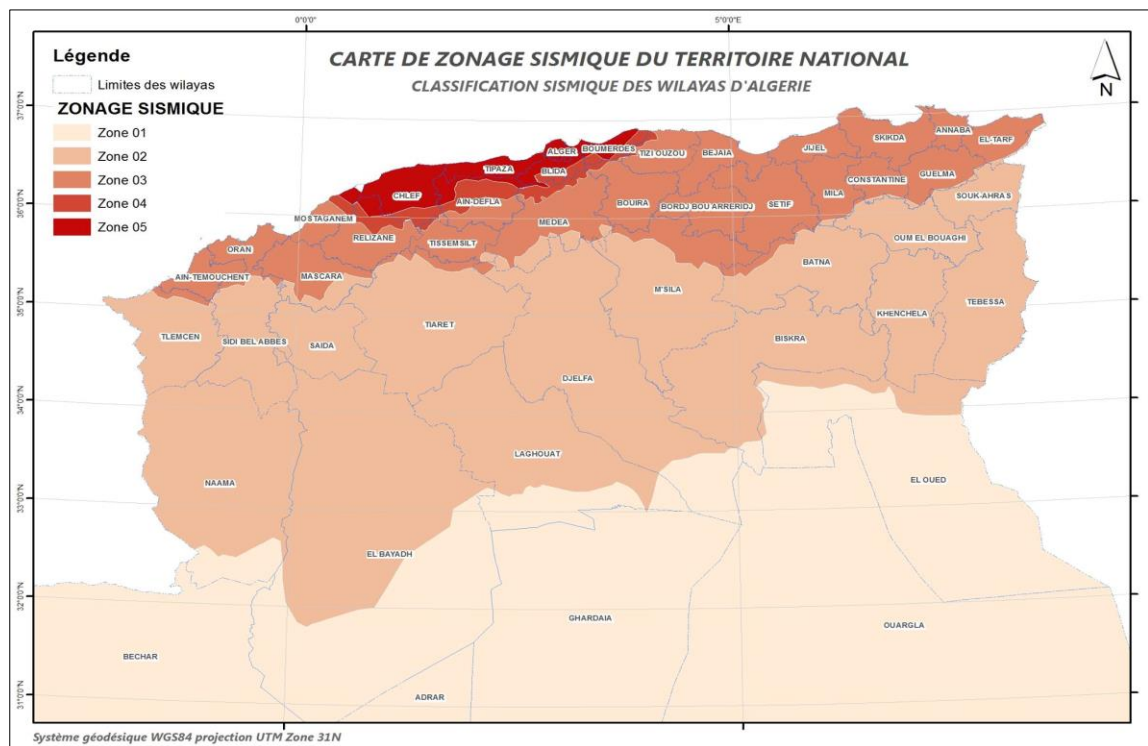 0°0'0"
5°0'0"E
Légende
Limites des wilayas
ZONAGE SISMIQUE
Zone 01
Zone 02
Zone 03
Zone 04
Zone 05
CARTE DE ZONAGE SISMIQUE DU TERRITOIRE NATIONAL
CLASSIFICATION SISMIQUE DES WILAYAS D'ALGERIE
N
37°0'0"N
36°0'0"N
35°0'0"N
34°0'0"N
33°0'0"N
32°0'0"N
31°0'0"N
ALGER
BOUMERDES
TIZI OUZOU
BEJAIA
JIJEL
SKIKDA
ANNABA
EL-TARF
TIPAZA
BLIDA
CHLEF
AIN-DEFLA
MEDEA
BOUIRA
BORDJ BOU ARRERIDJ
SETIF
MILA
CONSTANTINE
GUELMA
SOUK-AHRAS
MOSTAGANEM
RELIZANE
TISSEMSILT
ORAN
AIN-TEMOUCHENT
MASCARA
OUM EL BOUAGHI
BATNA
M'SILA
KHENCHELA
TEBESSA
TLEMCEN
SIDI BEL'ABBES
SAIDA
TIARET
BISKRA
DJELFA
LAGHOUAT
NAAMA
EL BAYADH
EL OUED
GHARDAIA
OUARGLA
BECHAR
ADRAR
Système géodésique WGS84 projection UTM Zone 31N